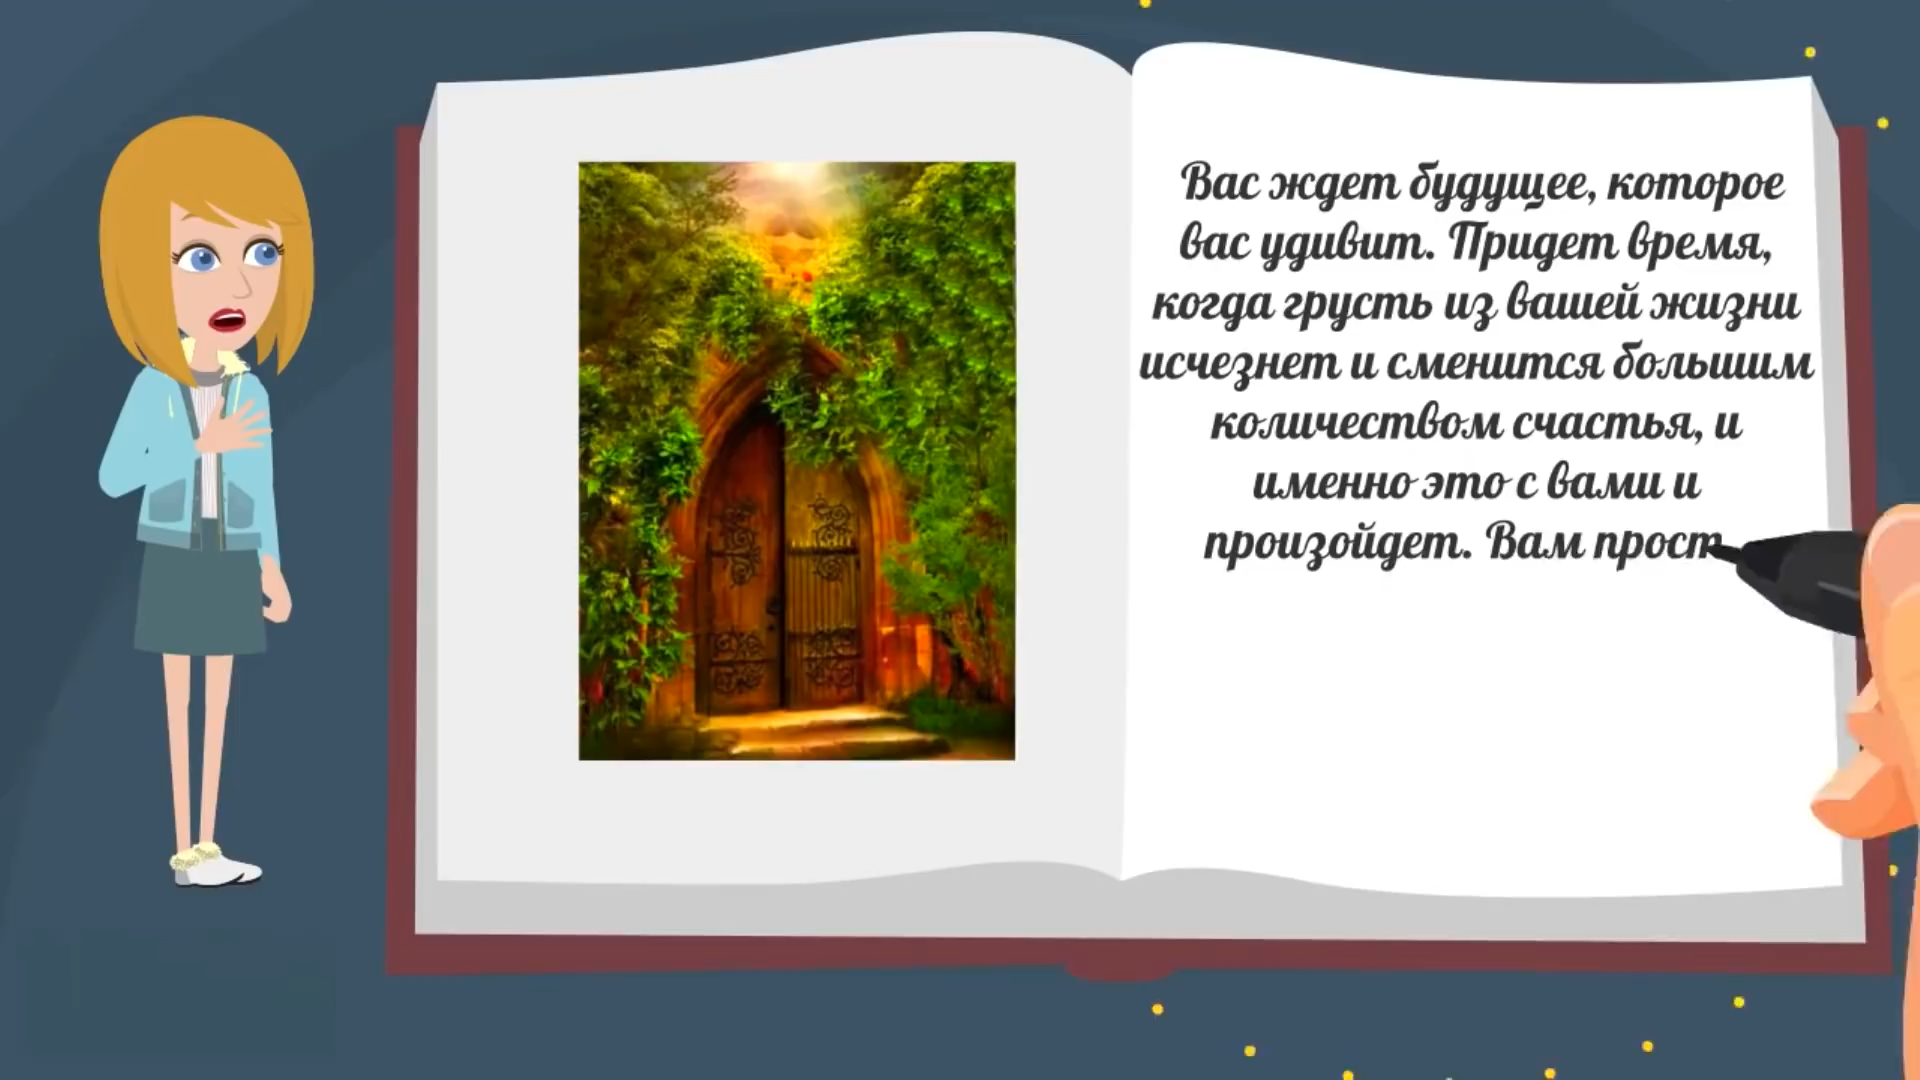 Вас ждет будущее, которое
вас удивит. Придет время,
когда грусть из вашей жизни
исчезнет и сменится большим
количеством счастья, и
именно это с вами и
произойдет. Вам прост